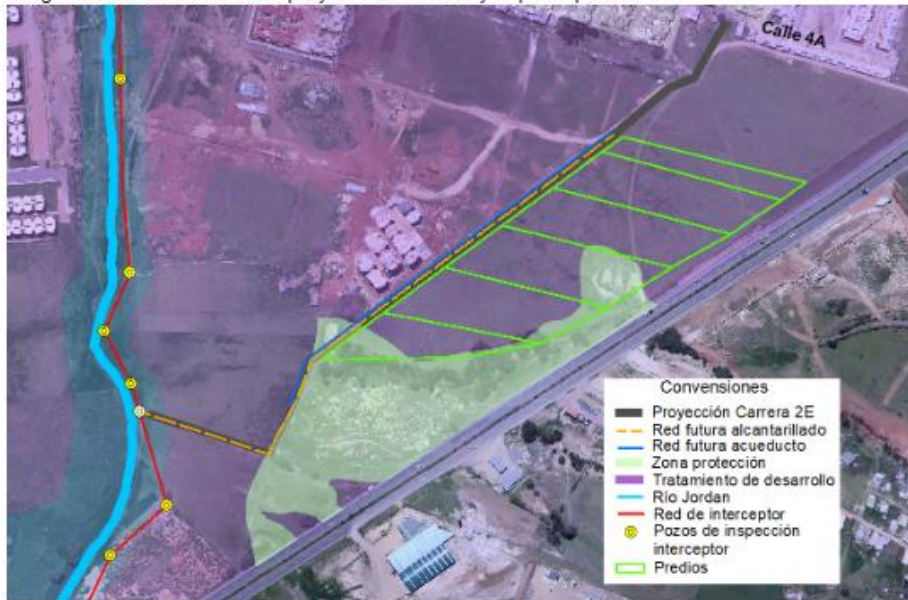 Calle 4A
Convensiones
Proyección Carrera 2E
Red futura alcantarillado
Red futura acueducto
Zona protección
Tratamiento de desarrollo
Río Jordan
Red de interceptor
Pozos de inspección
interceptor
Predios